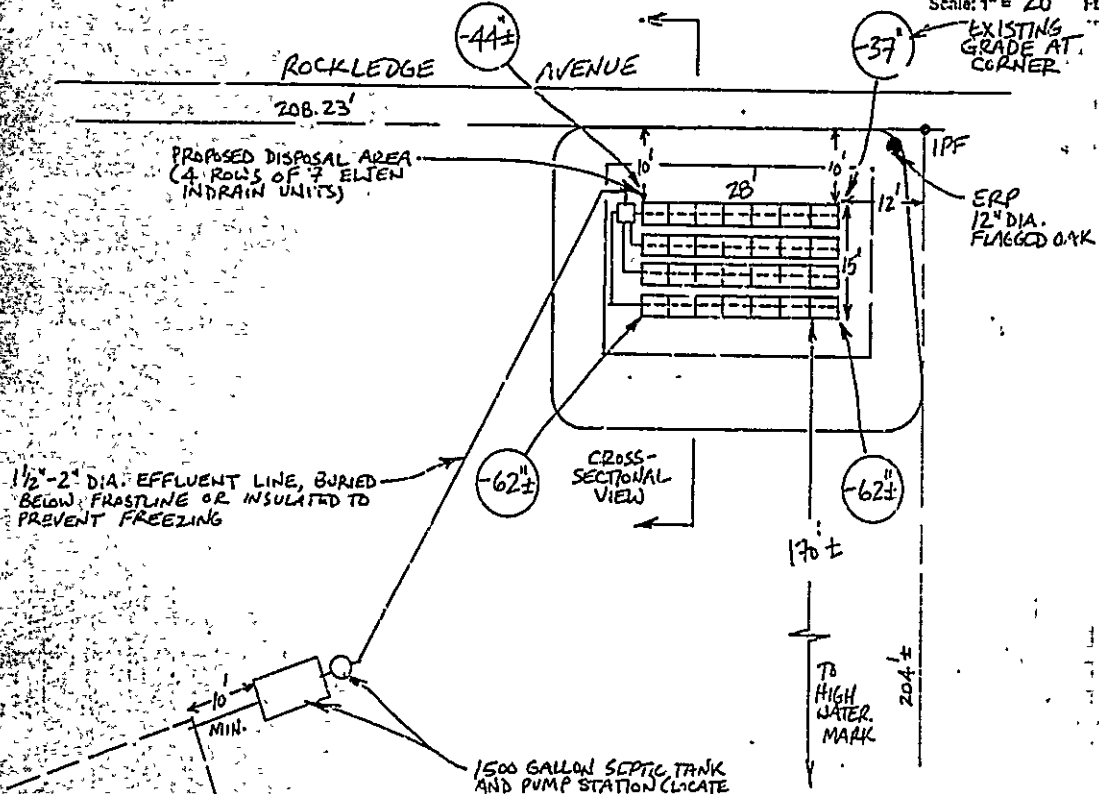 Scale: 1" = 20'
-44"±
-37"
EXISTING
GRADE AT
CORNER
ROCKLEDGE AVENUE
208.23'
IPF
PROPOSED DISPOSAL AREA
(4 ROWS OF 7 ELJEN
INDRAIN UNITS)
10'
10'
28'
12'
ERP
12" DIA.
FLAGGED OAK
15'
1½"-2" DIA. EFFLUENT LINE, BURIED
BELOW FROSTLINE OR INSULATED TO
PREVENT FREEZING
-62"±
CROSS-
SECTIONAL
VIEW
-62"±
170'±
10'
MIN.
TO
HIGH
WATER
MARK
204'±
1500 GALLON SEPTIC TANK
AND PUMP STATION (LOCATE